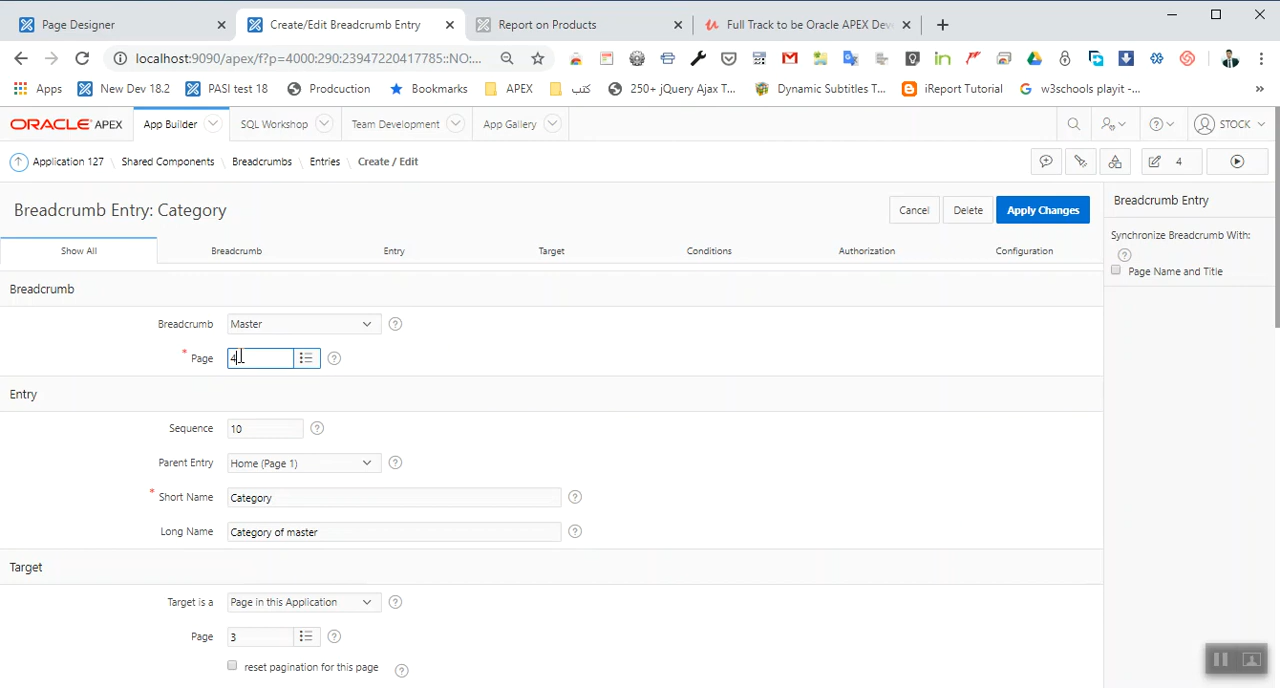 Page Designer
Create/Edit Breadcrumb Entry
Report on Products
Full Track to be Oracle APEX Dev
localhost:9090/apex/f?p=4000:290:23947220417785::NO:...
Apps
New Dev 18.2
PASI test 18
Prodcuction
Bookmarks
APEX
كتب
250+ jQuery Ajax T...
Dynamic Subtitles T...
iReport Tutorial
w3schools playit -...
»
ORACLE APEX
App Builder
SQL Workshop
Team Development
App Gallery
STOCK
Application 127 \ Shared Components \ Breadcrumbs \ Entries \ Create / Edit
4
Breadcrumb Entry: Category
Cancel
Delete
Apply Changes
Breadcrumb Entry
Show All
Breadcrumb
Entry
Target
Conditions
Authorization
Configuration
Synchronize Breadcrumb With:
Page Name and Title
Breadcrumb
Breadcrumb Master
* Page 4
Entry
Sequence 10
Parent Entry Home (Page 1)
* Short Name Category
Long Name Category of master
Target
Target is a Page in this Application
Page 3
reset pagination for this page